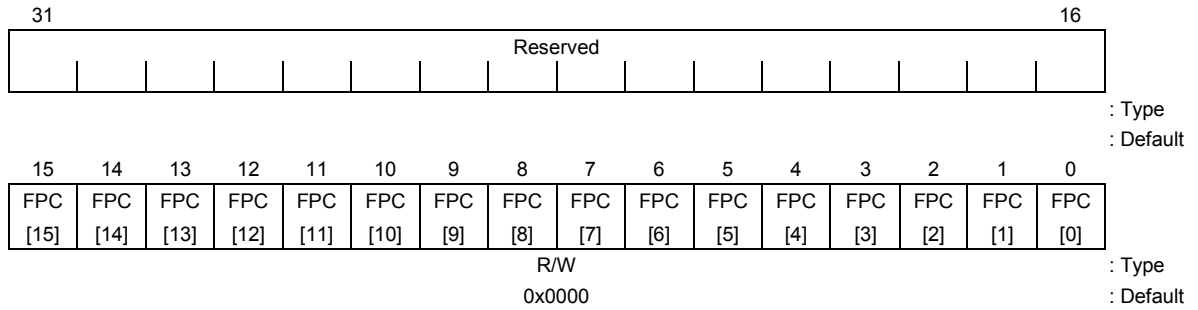 31 16
Reserved
: Type
: Default
15 14 13 12 11 10 9 8 7 6 5 4 3 2 1 0
FPC FPC FPC FPC FPC FPC FPC FPC FPC FPC FPC FPC FPC FPC FPC FPC
[15] [14] [13] [12] [11] [10] [9] [8] [7] [6] [5] [4] [3] [2] [1] [0]
R/W : Type
0x0000 : Default